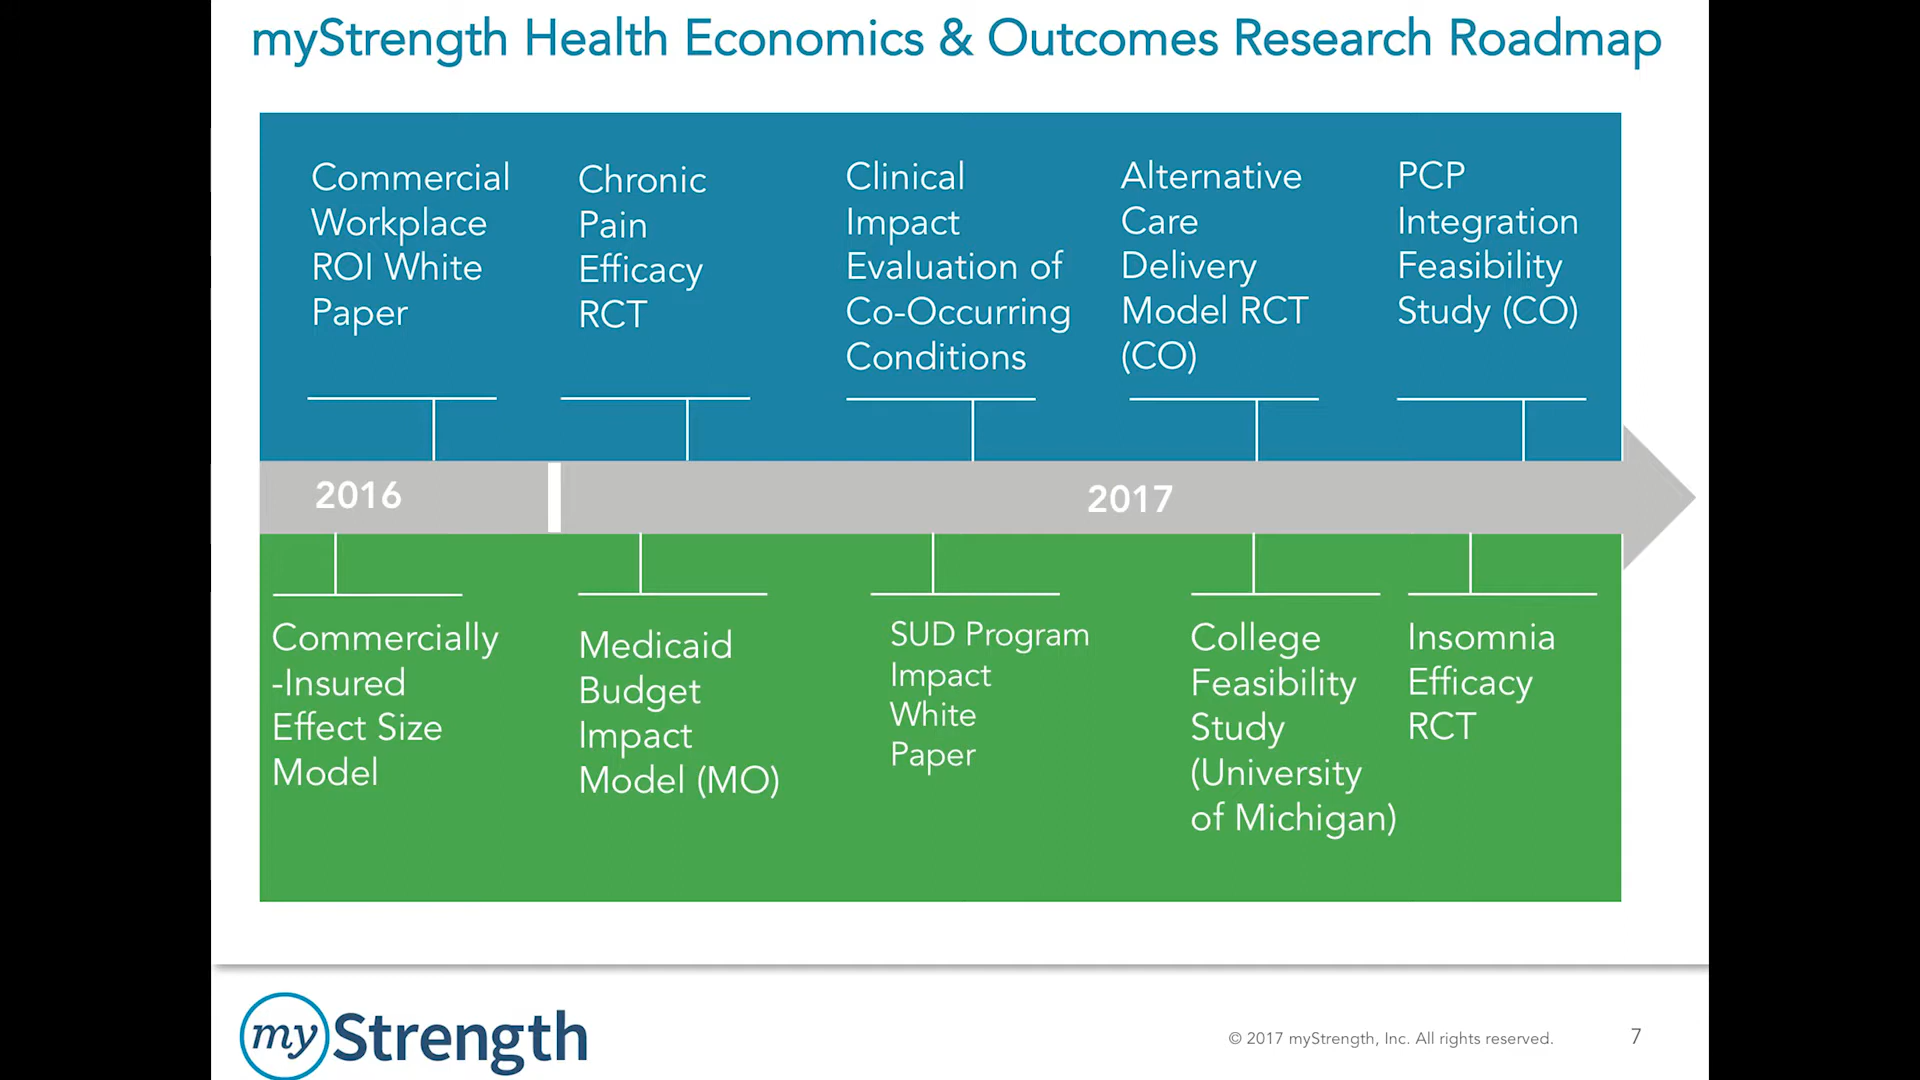 myStrength Health Economics & Outcomes Research Roadmap
Commercial
Workplace
ROI White
Paper
Chronic
Pain
Efficacy
RCT
Clinical
Impact
Evaluation of
Co-Occurring
Conditions
Alternative
Care
Delivery
Model RCT
(CO)
PCP
Integration
Feasibility
Study (CO)
2016
2017
Commercially
-Insured
Effect Size
Model
Medicaid
Budget
Impact
Model (MO)
SUD Program
Impact
White
Paper
College
Feasibility
Study
(University
of Michigan)
Insomnia
Efficacy
RCT
myStrength
© 2017 myStrength, Inc. All rights reserved.
7